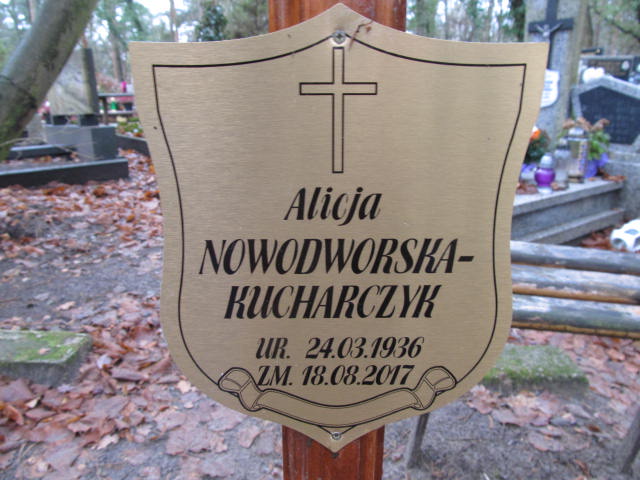 Alicja
NOWODWORSKA-
KUCHARCZYK
UR. 24.03.1936
ZM. 18.08.2017